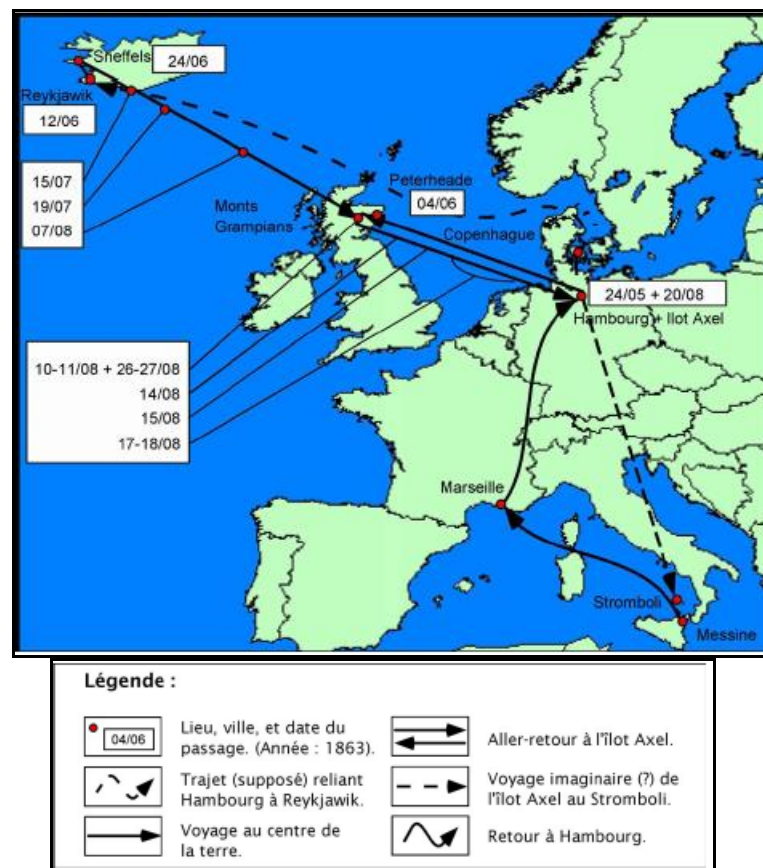 Sneffels
24/06
Reykjawik
12/06
15/07
19/07
07/08
Peterheade
04/06
Monts
Grampians
Copenhague
24/05 + 20/08
Hambourg + Ilot Axel
10-11/08 + 26-27/08
14/08
15/08
17-18/08
Marseille
Stromboli
Messine
Légende :
04/06
Lieu, ville, et date du
passage. (Année : 1863).
Aller-retour à l'îlot Axel.
Trajet (supposé) reliant
Hambourg à Reykjawik.
Voyage imaginaire (?) de
l'îlot Axel au Stromboli.
Voyage au centre de
la terre.
Retour à Hambourg.